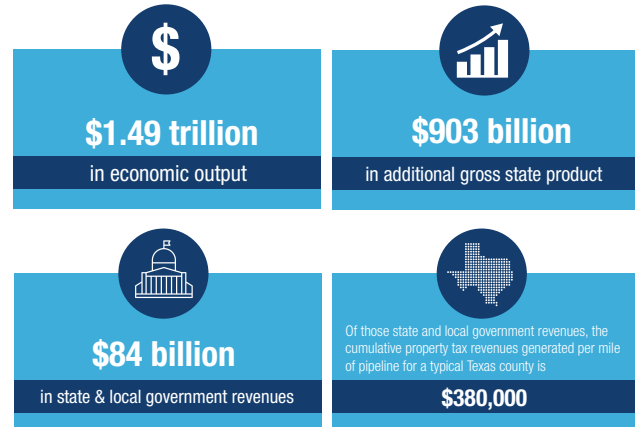 $
$1.49 trillion
in economic output
$903 billion
in additional gross state product
$84 billion
in state & local government revenues
Of those state and local government revenues, the
cumulative property tax revenues generated per mile
of pipeline for a typical Texas county is
$380,000